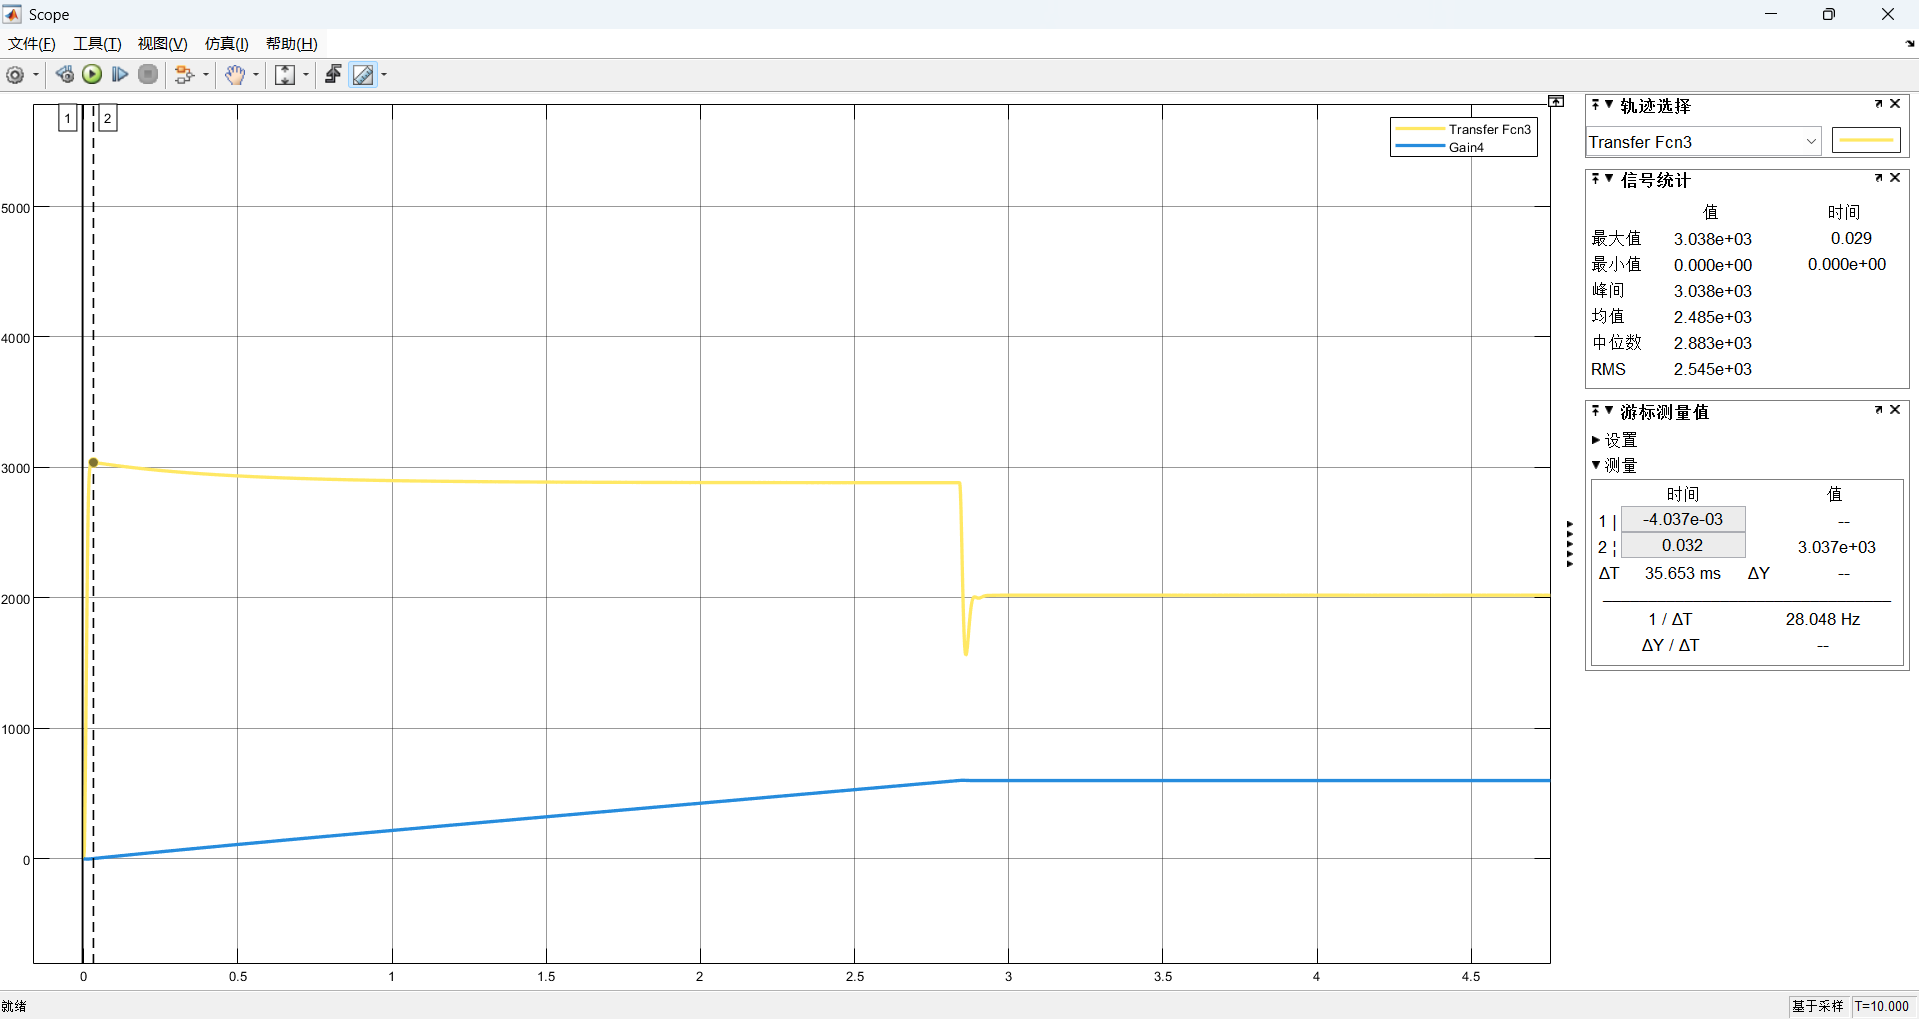 Scope
文件(F) 工具(T) 视图(V) 仿真(I) 帮助(H)
1 2
Transfer Fcn3
Gain4
5000
4000
3000
2000
1000
0
0 0.5 1 1.5 2 2.5 3 3.5 4 4.5
轨迹选择
Transfer Fcn3
信号统计
值 时间
最大值 3.038e+03 0.029
最小值 0.000e+00 0.000e+00
峰间 3.038e+03
均值 2.485e+03
中位数 2.883e+03
RMS 2.545e+03
游标测量值
设置
测量
时间 值
1 | -4.037e-03 --
2 ¦ 0.032 3.037e+03
ΔT 35.653 ms ΔY --
1 / ΔT 28.048 Hz
ΔY / ΔT --
就绪
基于采样 T=10.000